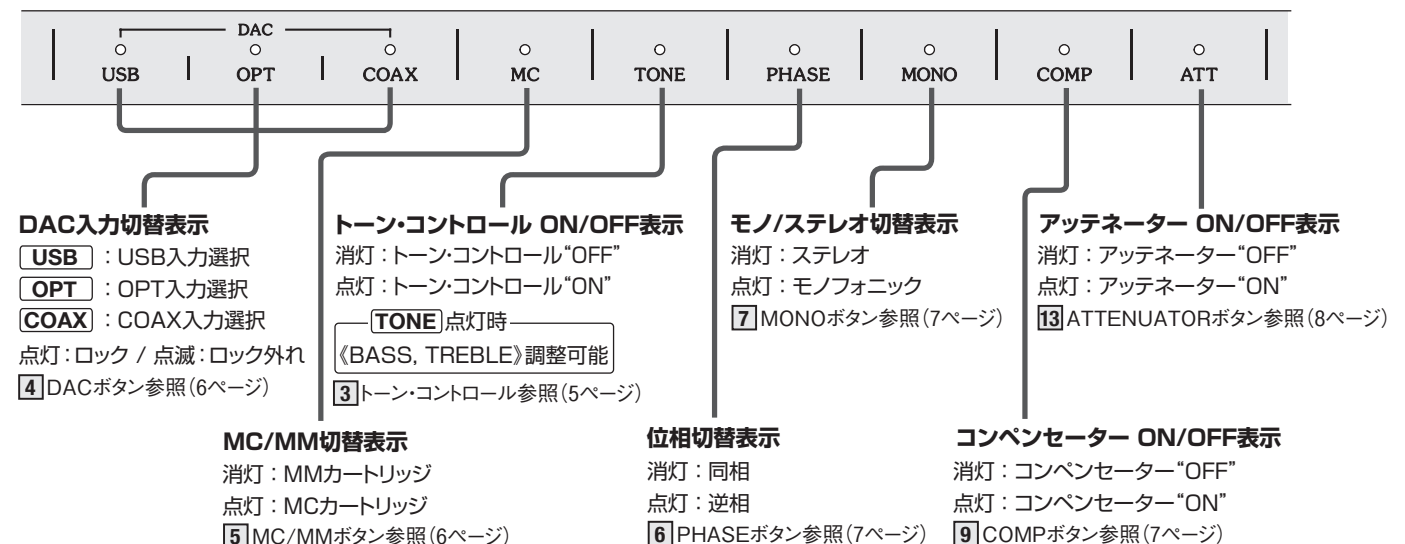 DAC
USB OPT COAX MC TONE PHASE MONO COMP ATT
DAC入力切替表示
USB：USB入力選択
OPT：OPT入力選択
COAX：COAX入力選択
点灯：ロック / 点滅：ロック外れ
4 DACボタン参照（6ページ）
トーン・コントロール ON/OFF表示
消灯：トーン・コントロール“OFF”
点灯：トーン・コントロール“ON”
TONE 点灯時
《BASS, TREBLE》調整可能
3 トーン・コントロール参照（5ページ）
モノ/ステレオ切替表示
消灯：ステレオ
点灯：モノフォニック
7 MONOボタン参照（7ページ）
アッテネーター ON/OFF表示
消灯：アッテネーター“OFF”
点灯：アッテネーター“ON”
13 ATTENUATORボタン参照（8ページ）
MC/MM切替表示
消灯：MMカートリッジ
点灯：MCカートリッジ
5 MC/MMボタン参照（6ページ）
位相切替表示
消灯：同相
点灯：逆相
6 PHASEボタン参照（7ページ）
コンペンセーター ON/OFF表示
消灯：コンペンセーター“OFF”
点灯：コンペンセーター“ON”
9 COMPボタン参照（7ページ）